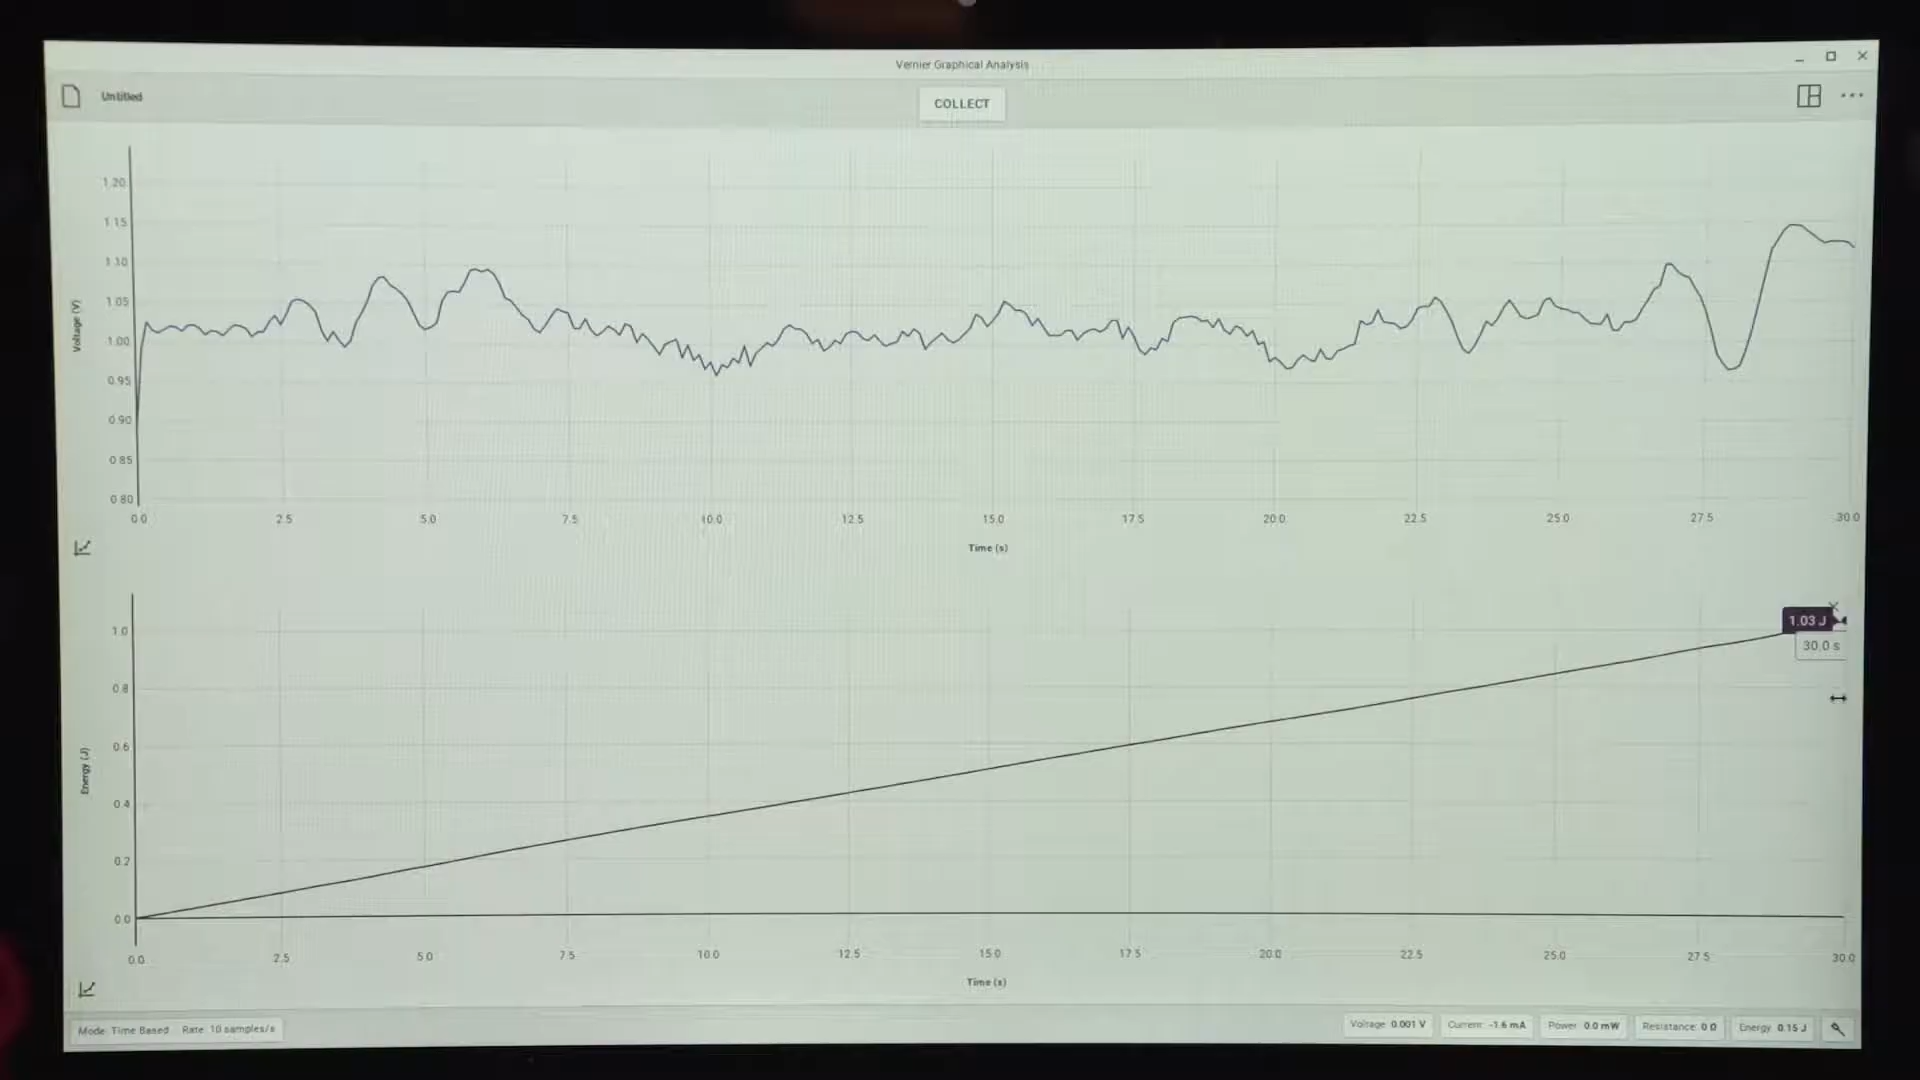 Vernier Graphical Analysis
Untitled
COLLECT
Voltage (V)
1.20
1.15
1.10
1.05
1.00
0.95
0.90
0.85
0.80
0.0 2.5 5.0 7.5 10.0 12.5 15.0 17.5 20.0 22.5 25.0 27.5 30.0
Time (s)
Energy (J)
1.0
0.8
0.6
0.4
0.2
0.0
1.03 J
30.0 s
0.0 2.5 5.0 7.5 10.0 12.5 15.0 17.5 20.0 22.5 25.0 27.5 30.0
Time (s)
Mode: Time Based Rate: 10 samples/s
Voltage: 0.001 V Current: -1.6 mA Power: 0.0 mW Resistance: 0 Ω Energy: 0.15 J